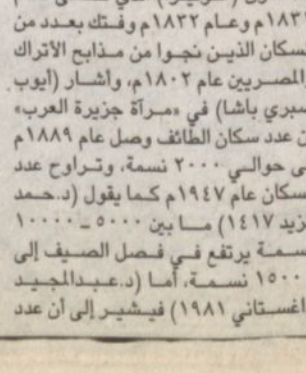 ١٨٣م وعام ١٨٣٢م وفتك بعدد من
سكان الذين نجوا من مذابح الأتراك
المصريين عام ١٨٠٢م، وأشار (أيوب
صبري باشا) في «مرآة جزيرة العرب»
ن عدد سكان الطائف وصل عام ١٨٨٩م
ى حوالي ٢٠٠٠ نسمة، وتراوح عدد
سكان عام ١٩٤٧م كما يقول (د.حمد
زيد ١٤١٧) ما بين ٥٠٠٠ ـ ١٠٠٠٠
سمة يرتفع في فصل الصيف إلى
١٥٠٠ نسمة، أما (د.عبدالمجيد
اغستاني ١٩٨١) فيشير إلى أن عدد